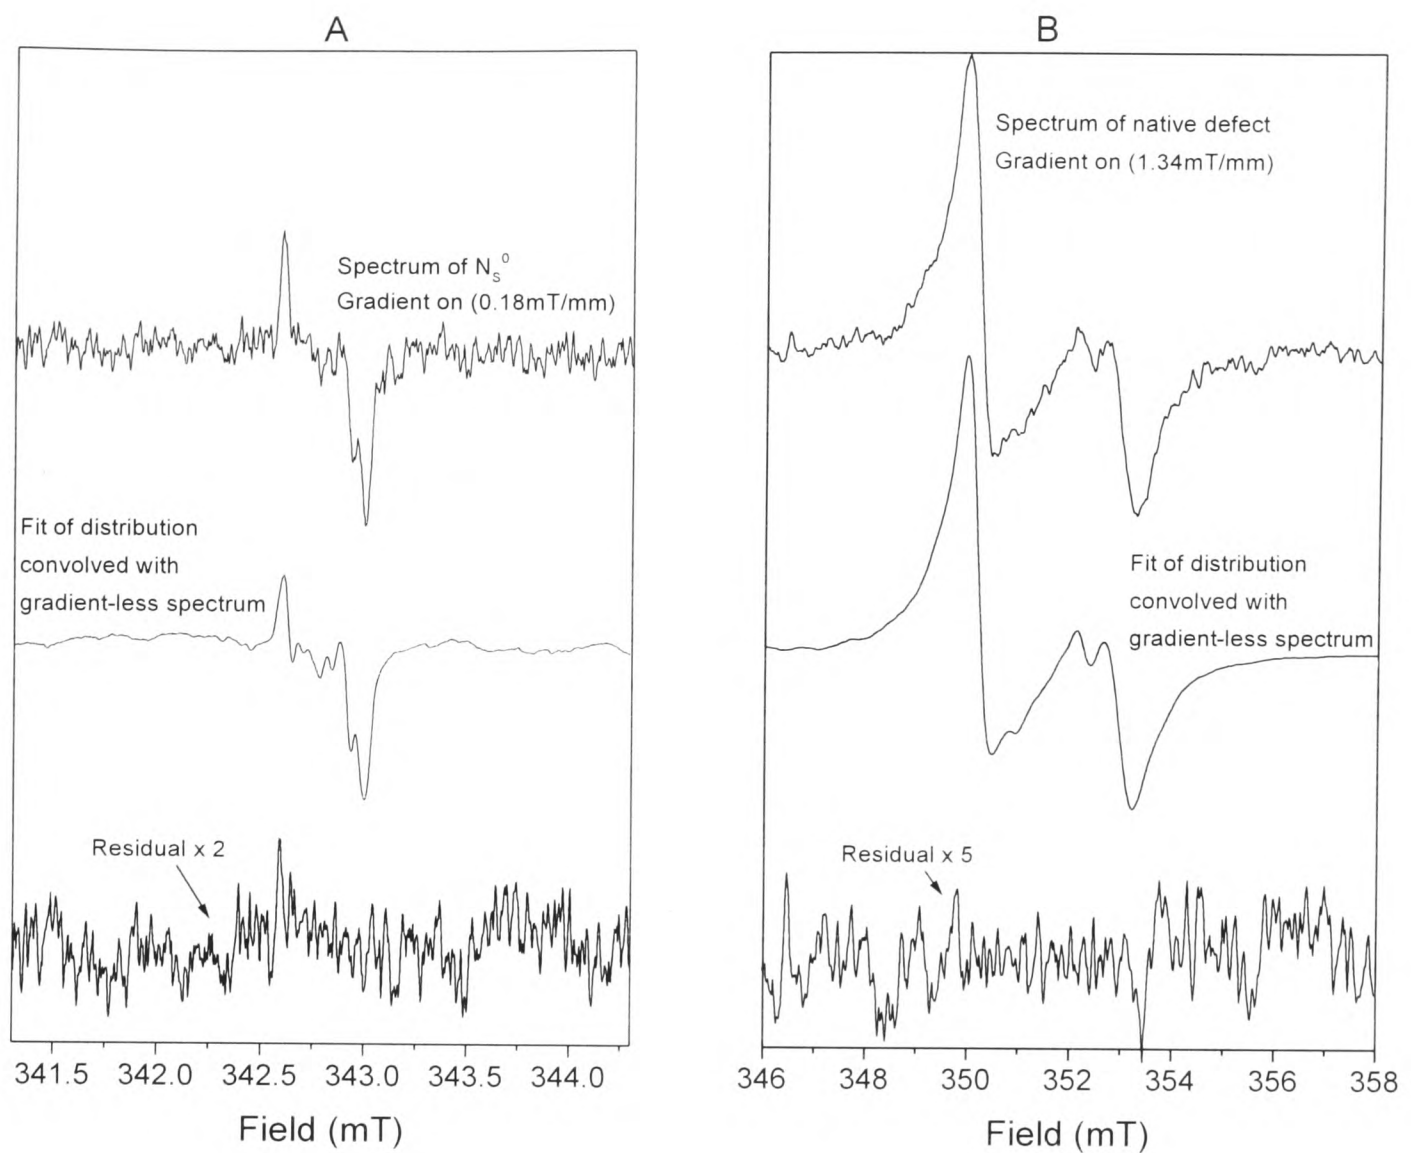 A
Spectrum of N_S^0
Gradient on (0.18mT/mm)
Fit of distribution
convolved with
gradient-less spectrum
Residual x 2
341.5 342.0 342.5 343.0 343.5 344.0
Field (mT)
B
Spectrum of native defect
Gradient on (1.34mT/mm)
Fit of distribution
convolved with
gradient-less spectrum
Residual x 5
346 348 350 352 354 356 358
Field (mT)